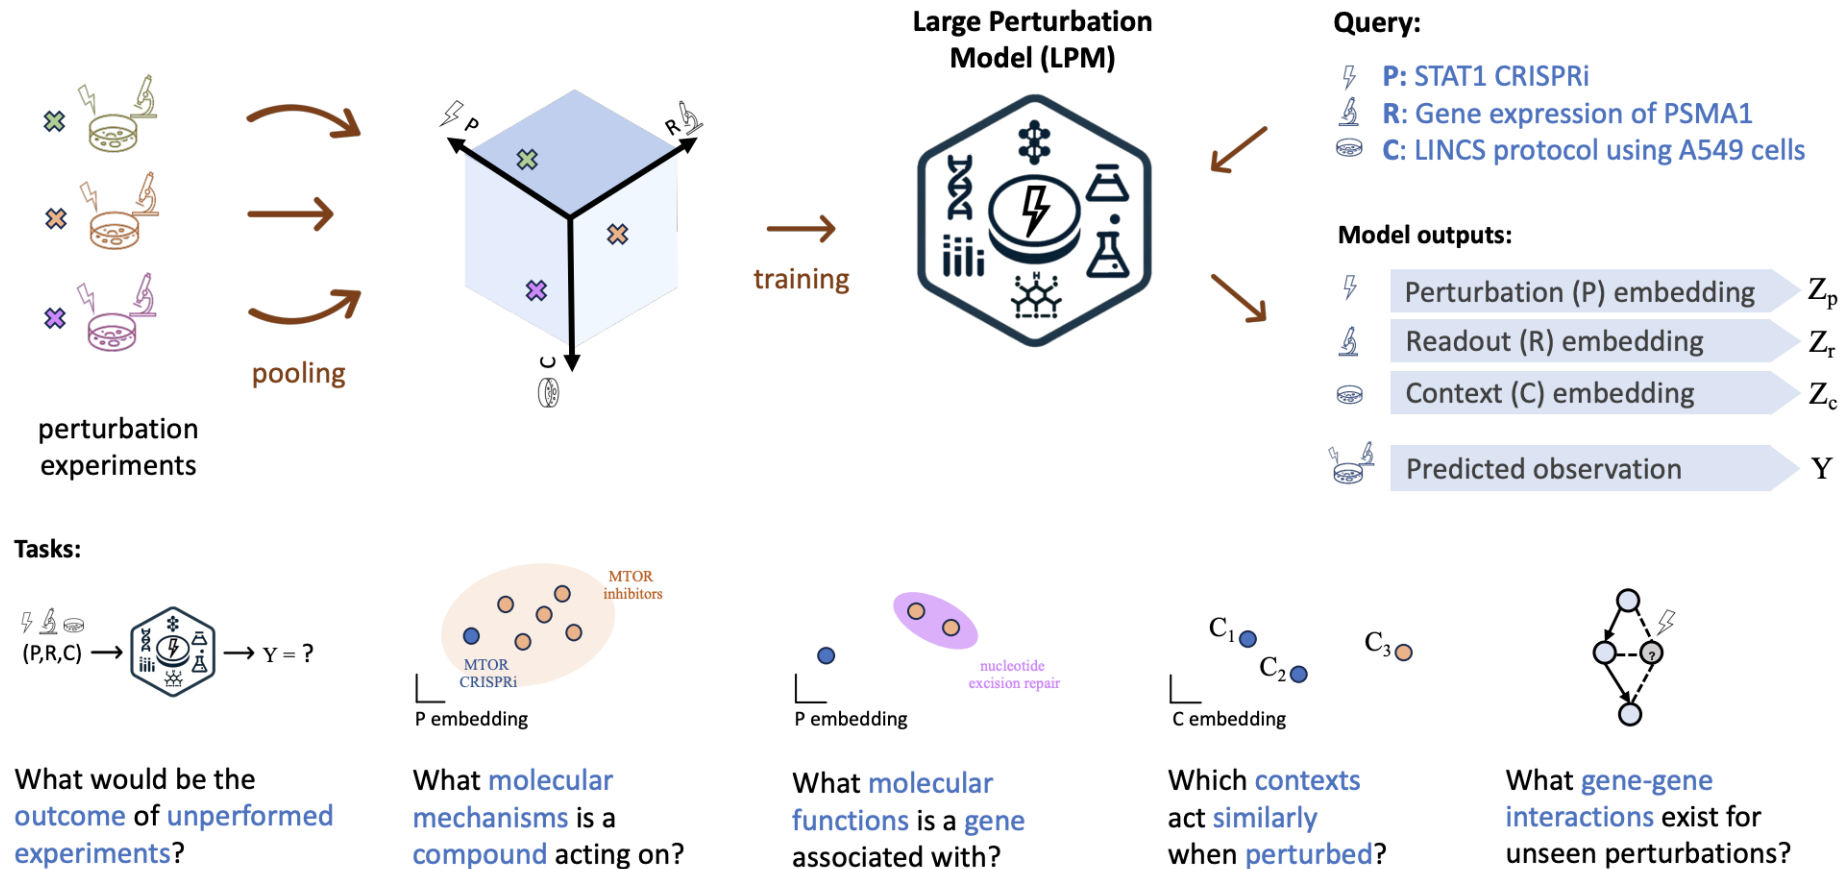 Large Perturbation
Model (LPM)
Query:
P: STAT1 CRISPRi
R: Gene expression of PSMA1
C: LINCS protocol using A549 cells
P
R
C
pooling
training
perturbation
experiments
H
Model outputs:
Perturbation (P) embedding Zp
Readout (R) embedding Zr
Context (C) embedding Zc
Predicted observation Y
Tasks:
(P,R,C)
Y = ?
What would be the
outcome of unperformed
experiments?
MTOR
inhibitors
MTOR
CRISPRi
P embedding
What molecular
mechanisms is a
compound acting on?
nucleotide
excision repair
P embedding
What molecular
functions is a gene
associated with?
C1
C2
C3
C embedding
Which contexts
act similarly
when perturbed?
?
What gene-gene
interactions exist for
unseen perturbations?